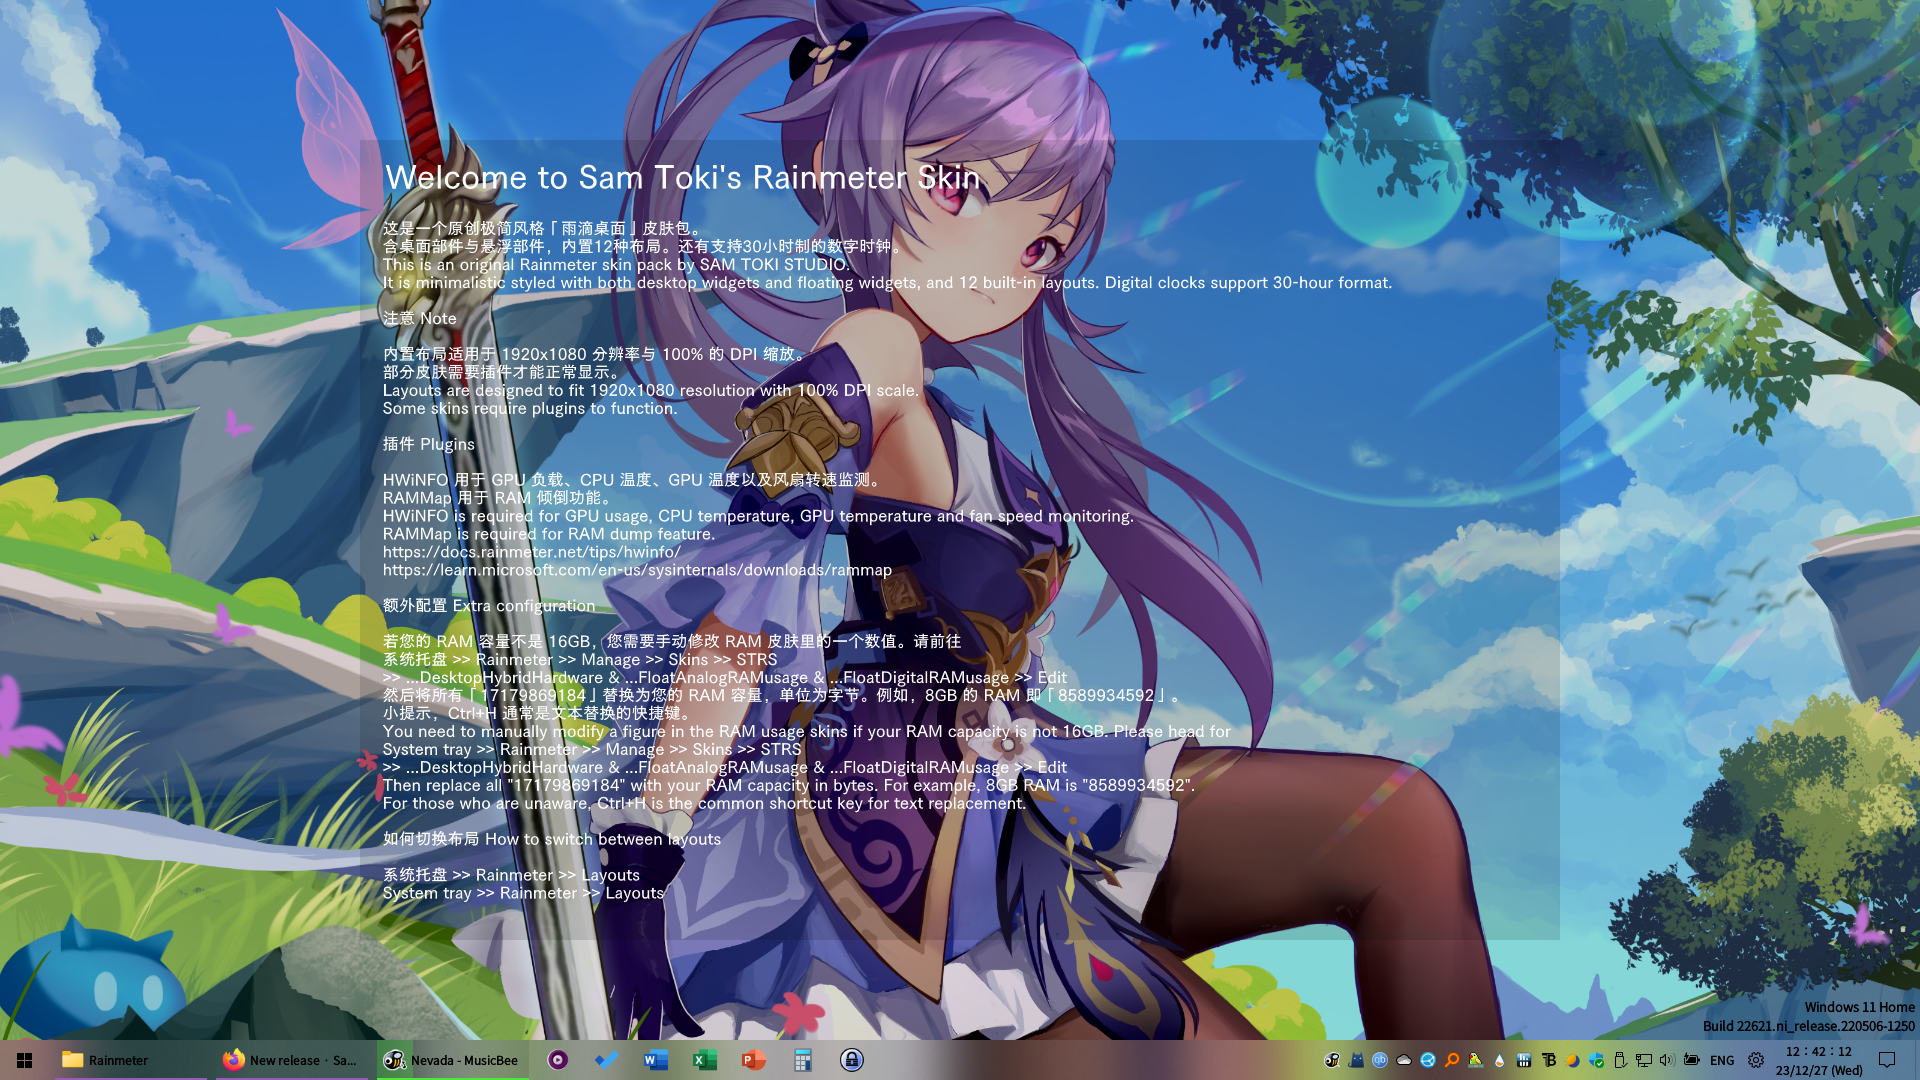 Welcome to Sam Toki's Rainmeter Skin
这是一个原创极简风格「雨滴桌面」皮肤包。
含桌面部件与悬浮部件，内置12种布局。还有支持30小时制的数字时钟。
This is an original Rainmeter skin pack by SAM TOKI STUDIO.
It is minimalistic styled with both desktop widgets and floating widgets, and 12 built-in layouts. Digital clocks support 30-hour format.
注意 Note
内置布局适用于 1920x1080 分辨率与 100% 的 DPI 缩放。
部分皮肤需要插件才能正常显示。
Layouts are designed to fit 1920x1080 resolution with 100% DPI scale.
Some skins require plugins to function.
插件 Plugins
HWiNFO 用于 GPU 负载、CPU 温度、GPU 温度以及风扇转速监测。
RAMMap 用于 RAM 倾倒功能。
HWiNFO is required for GPU usage, CPU temperature, GPU temperature and fan speed monitoring.
RAMMap is required for RAM dump feature.
https://docs.rainmeter.net/tips/hwinfo/
https://learn.microsoft.com/en-us/sysinternals/downloads/rammap
额外配置 Extra configuration
若您的 RAM 容量不是 16GB，您需要手动修改 RAM 皮肤里的一个数值。请前往
系统托盘 >> Rainmeter >> Manage >> Skins >> STRS
>> ...DesktopHybridHardware & ...FloatAnalogRAMusage & ...FloatDigitalRAMusage >> Edit
然后将所有「17179869184」替换为您的 RAM 容量，单位为字节。例如，8GB 的 RAM 即「8589934592」。
小提示，Ctrl+H 通常是文本替换的快捷键。
You need to manually modify a figure in the RAM usage skins if your RAM capacity is not 16GB. Please head for
System tray >> Rainmeter >> Manage >> Skins >> STRS
>> ...DesktopHybridHardware & ...FloatAnalogRAMusage & ...FloatDigitalRAMusage >> Edit
Then replace all "17179869184" with your RAM capacity in bytes. For example, 8GB RAM is "8589934592".
For those who are unaware, Ctrl+H is the common shortcut key for text replacement.
如何切换布局 How to switch between layouts
系统托盘 >> Rainmeter >> Layouts
System tray >> Rainmeter >> Layouts
Windows 11 Home
Build 22621.ni_release.220506-1250
Rainmeter
New release · Sa...
Nevada - MusicBee
ENG
12:42:12
23/12/27 (Wed)